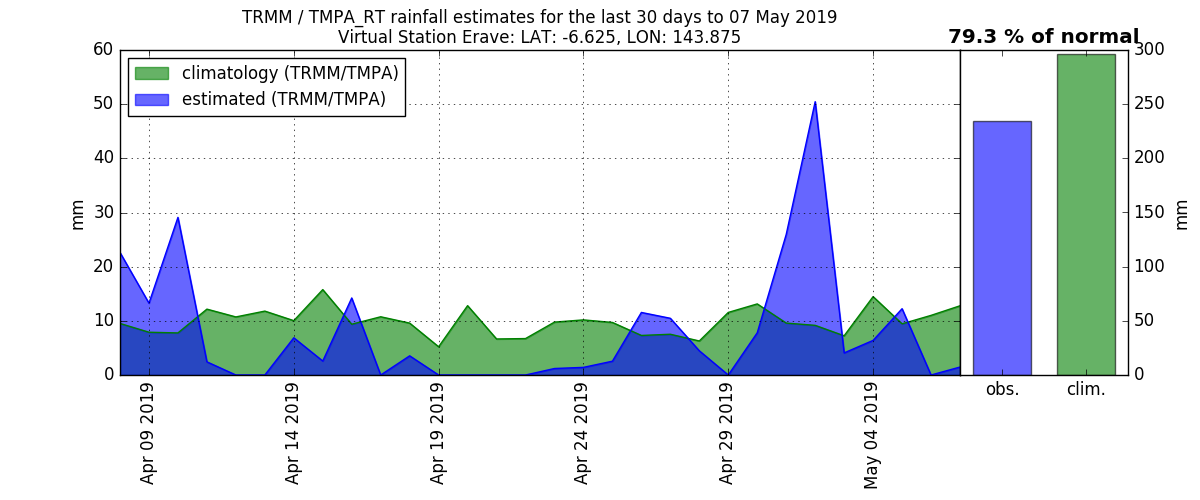 TRMM / TMPA_RT rainfall estimates for the last 30 days to 07 May 2019
Virtual Station Erave: LAT: -6.625, LON: 143.875
79.3 % of normal
climatology (TRMM/TMPA)
estimated (TRMM/TMPA)
mm
60
50
40
30
20
10
0
Apr 09 2019
Apr 14 2019
Apr 19 2019
Apr 24 2019
Apr 29 2019
May 04 2019
obs.
clim.
300
250
200
150
100
50
0
mm